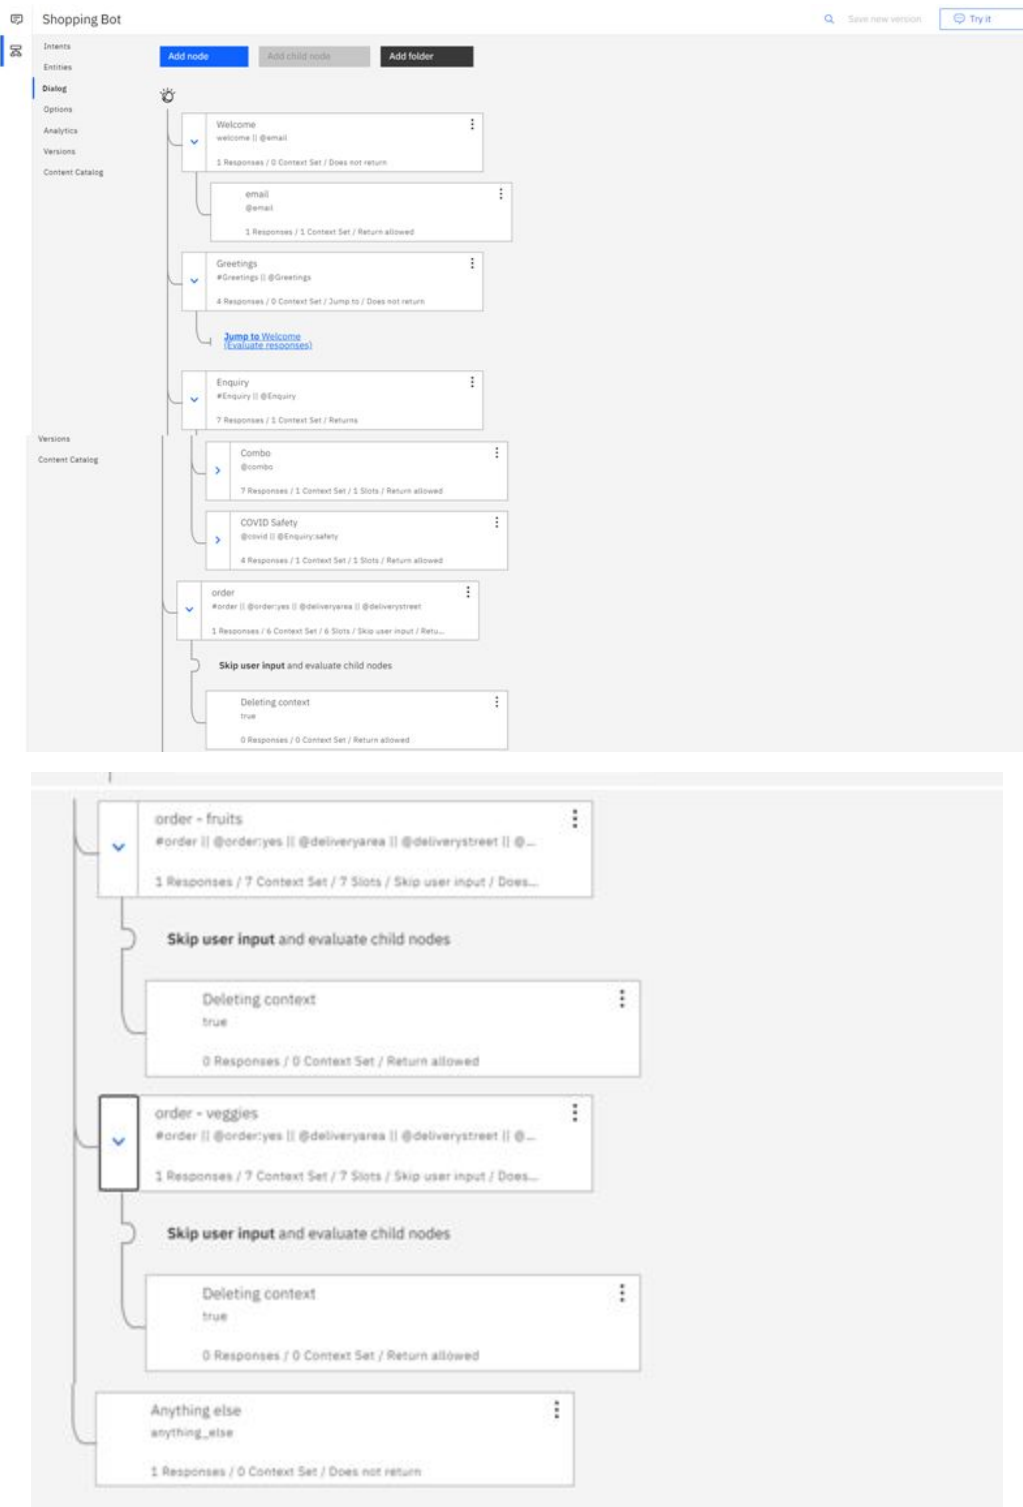 Shopping Bot
Save new version
Try it
Intents
Entities
Dialog
Options
Analytics
Versions
Content Catalog
Add node
Add child node
Add folder
Welcome
welcome || @email
1 Responses / 0 Context Set / Does not return
email
@email
1 Responses / 1 Context Set / Return allowed
Greetings
#Greetings || @Greetings
4 Responses / 0 Context Set / Jump to / Does not return
Jump to Welcome
(Evaluate responses)
Enquiry
#Enquiry || @Enquiry
7 Responses / 1 Context Set / Returns
Versions
Content Catalog
Combo
@combo
7 Responses / 1 Context Set / 1 Slots / Return allowed
COVID Safety
@covid || @Enquiry:safety
4 Responses / 1 Context Set / 1 Slots / Return allowed
order
#order || @order:yes || @deliveryarea || @deliverystreet
1 Responses / 6 Context Set / 6 Slots / Skip user input / Retu...
Skip user input and evaluate child nodes
Deleting context
true
0 Responses / 0 Context Set / Return allowed
order - fruits
#order || @order:yes || @deliveryarea || @deliverystreet || @...
1 Responses / 7 Context Set / 7 Slots / Skip user input / Does...
Skip user input and evaluate child nodes
Deleting context
true
0 Responses / 0 Context Set / Return allowed
order - veggies
#order || @order:yes || @deliveryarea || @deliverystreet || @...
1 Responses / 7 Context Set / 7 Slots / Skip user input / Does...
Skip user input and evaluate child nodes
Deleting context
true
0 Responses / 0 Context Set / Return allowed
Anything else
anything_else
1 Responses / 0 Context Set / Does not return